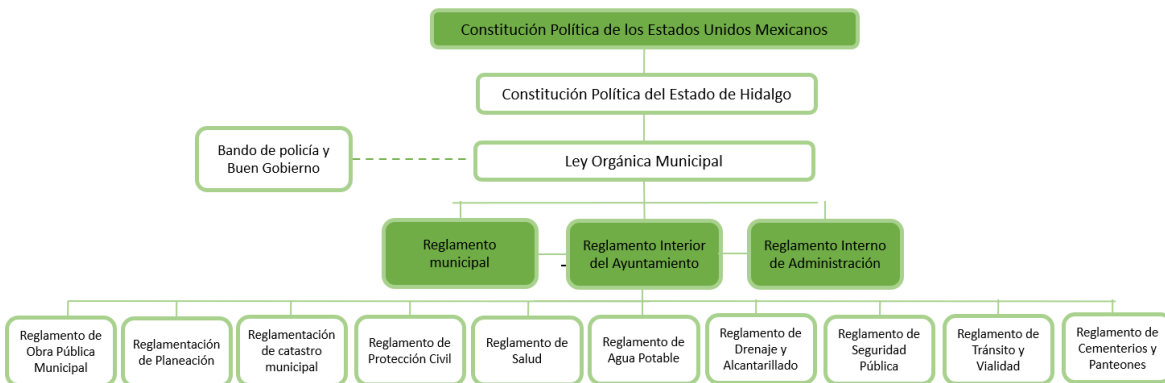 Constitución Política de los Estados Unidos Mexicanos
Constitución Política del Estado de Hidalgo
Bando de policía y
Buen Gobierno
Ley Orgánica Municipal
Reglamento
municipal
Reglamento Interior
del Ayuntamiento
Reglamento Interno
de Administración
Reglamento de
Obra Pública
Municipal
Reglamentación
de Planeación
Reglamentación
de catastro
municipal
Reglamento de
Protección Civil
Reglamento de
Salud
Reglamento de
Agua Potable
Reglamento de
Drenaje y
Alcantarillado
Reglamento de
Seguridad
Pública
Reglamento de
Tránsito y
Vialidad
Reglamento de
Cementerios y
Panteones